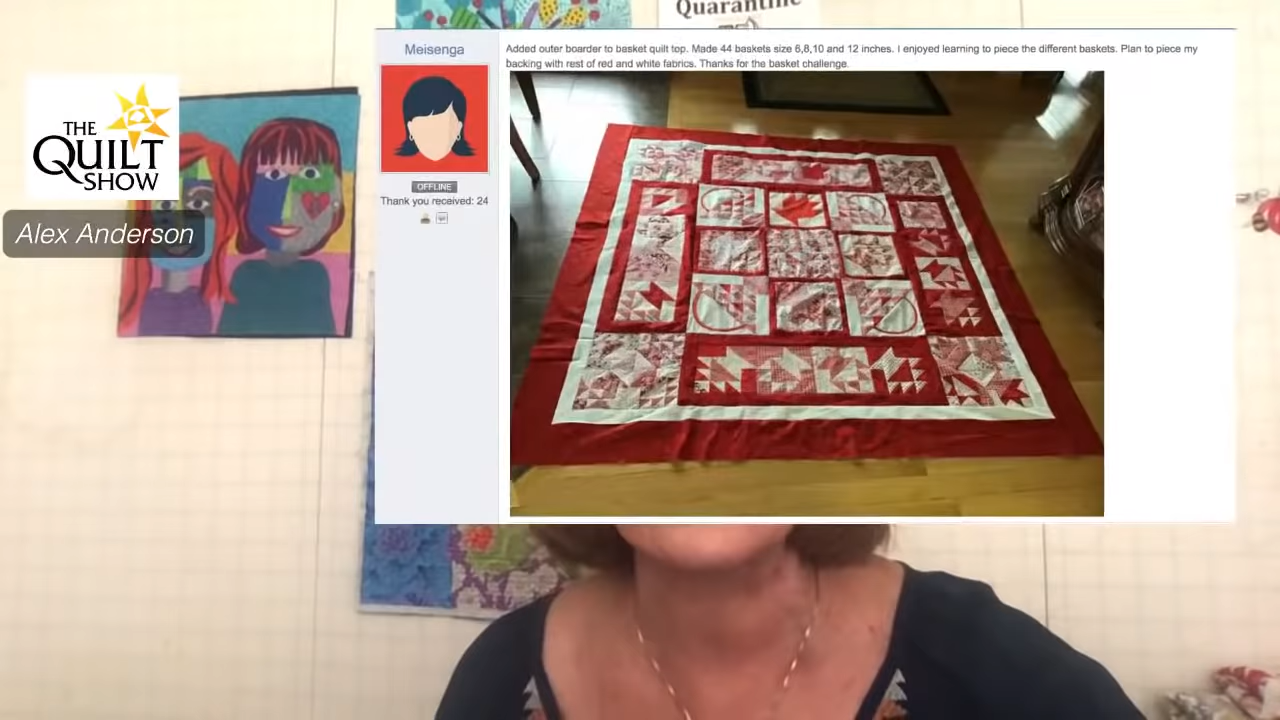 Quarantine
THE
QUILT
SHOW
Alex Anderson
Meisenga
OFFLINE
Thank you received: 24
Added outer boarder to basket quilt top. Made 44 baskets size 6,8,10 and 12 inches. I enjoyed learning to piece the different baskets. Plan to piece my
backing with rest of red and white fabrics. Thanks for the basket challenge.